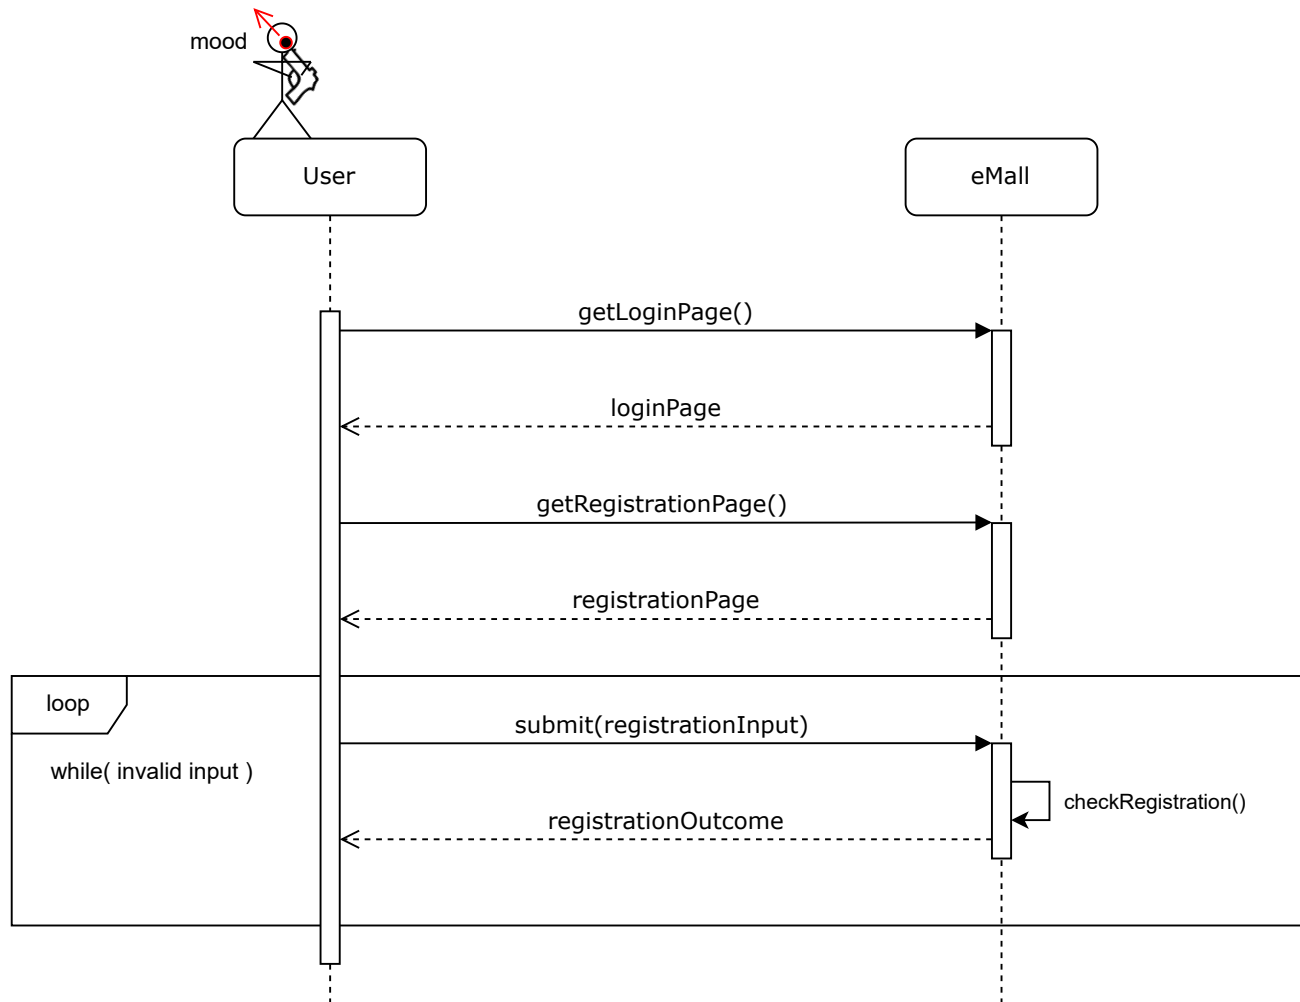 mood
User
eMall
getLoginPage()
loginPage
getRegistrationPage()
registrationPage
loop
submit(registrationInput)
while( invalid input )
checkRegistration()
registrationOutcome